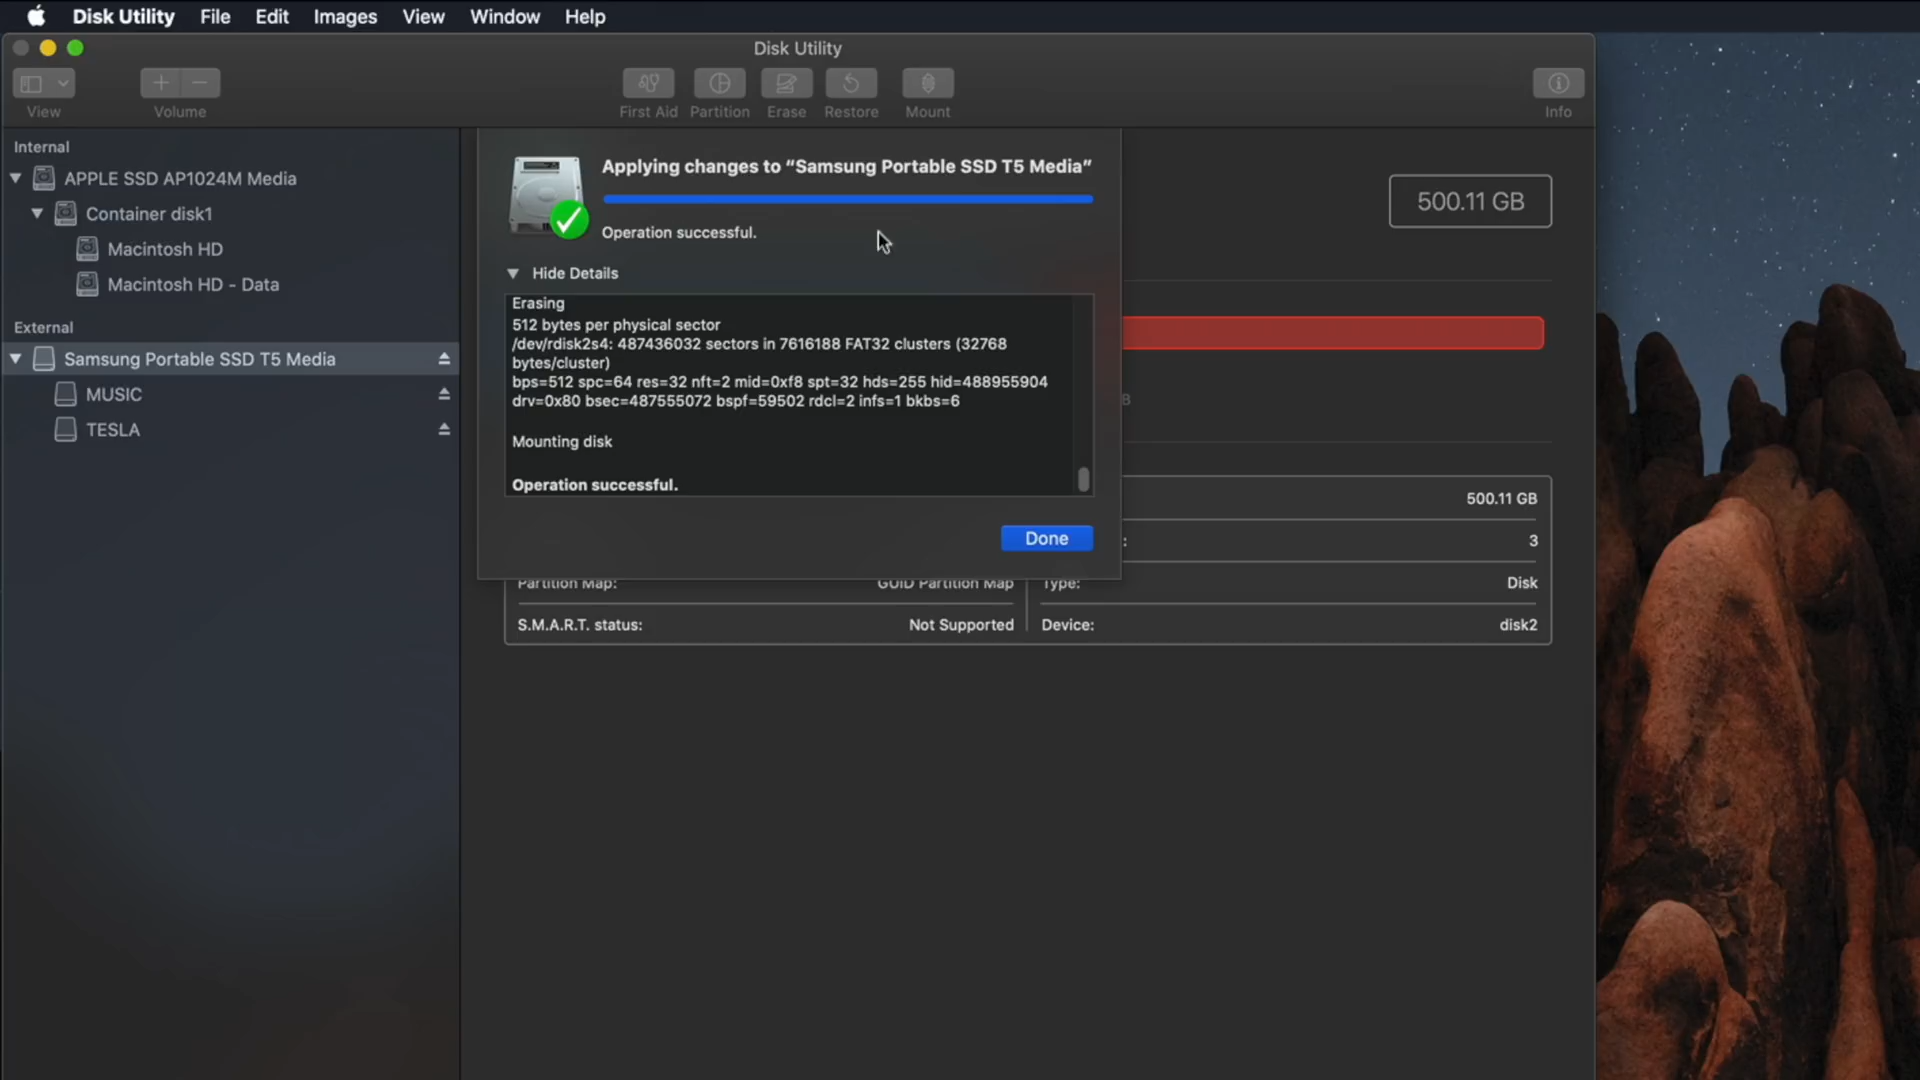 Disk Utility File Edit Images View Window Help
Disk Utility
View Volume First Aid Partition Erase Restore Mount Info
Internal
APPLE SSD AP1024M Media
Container disk1
Macintosh HD
Macintosh HD - Data
External
Samsung Portable SSD T5 Media
MUSIC
TESLA
Applying changes to “Samsung Portable SSD T5 Media”
Operation successful.
Hide Details
Erasing
512 bytes per physical sector
/dev/rdisk2s4: 487436032 sectors in 7616188 FAT32 clusters (32768
bytes/cluster)
bps=512 spc=64 res=32 nft=2 mid=0xf8 spt=32 hds=255 hid=488955904
drv=0x80 bsec=487555072 bspf=59502 rdcl=2 infs=1 bkbs=6
Mounting disk
Operation successful.
Done
500.11 GB
B
500.11 GB
: 3
Partition Map: GUID Partition Map Type: Disk
S.M.A.R.T. status: Not Supported Device: disk2